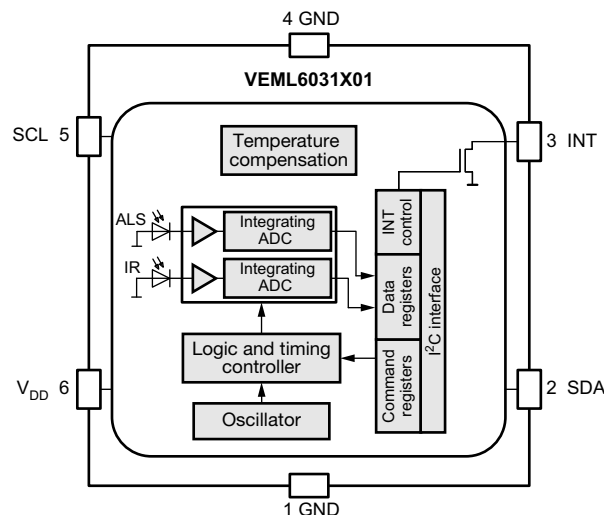 4 GND
VEML6031X01
SCL 5
3 INT
Temperature
compensation
ALS
Integrating
ADC
IR
Integrating
ADC
INT
control
Data
registers
Command
registers
I²C interface
Logic and timing
controller
Oscillator
V_DD 6
2 SDA
1 GND